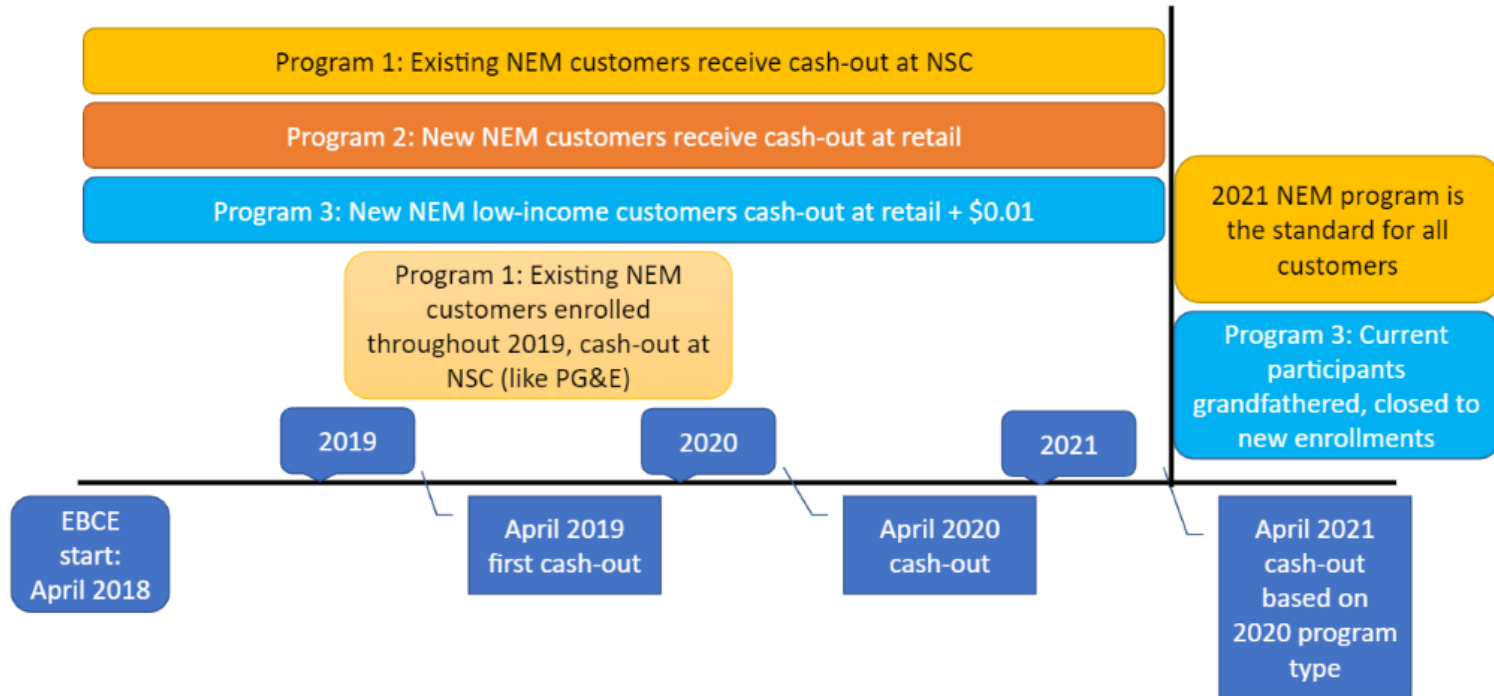 Program 1: Existing NEM customers receive cash-out at NSC
Program 2: New NEM customers receive cash-out at retail
Program 3: New NEM low-income customers cash-out at retail + $0.01
2021 NEM program is
the standard for all
customers
Program 1: Existing NEM
customers enrolled
throughout 2019, cash-out at
NSC (like PG&E)
Program 3: Current
participants
grandfathered, closed to
new enrollments
2019
2020
2021
EBCE
start:
April 2018
April 2019
first cash-out
April 2020
cash-out
April 2021
cash-out
based on
2020 program
type